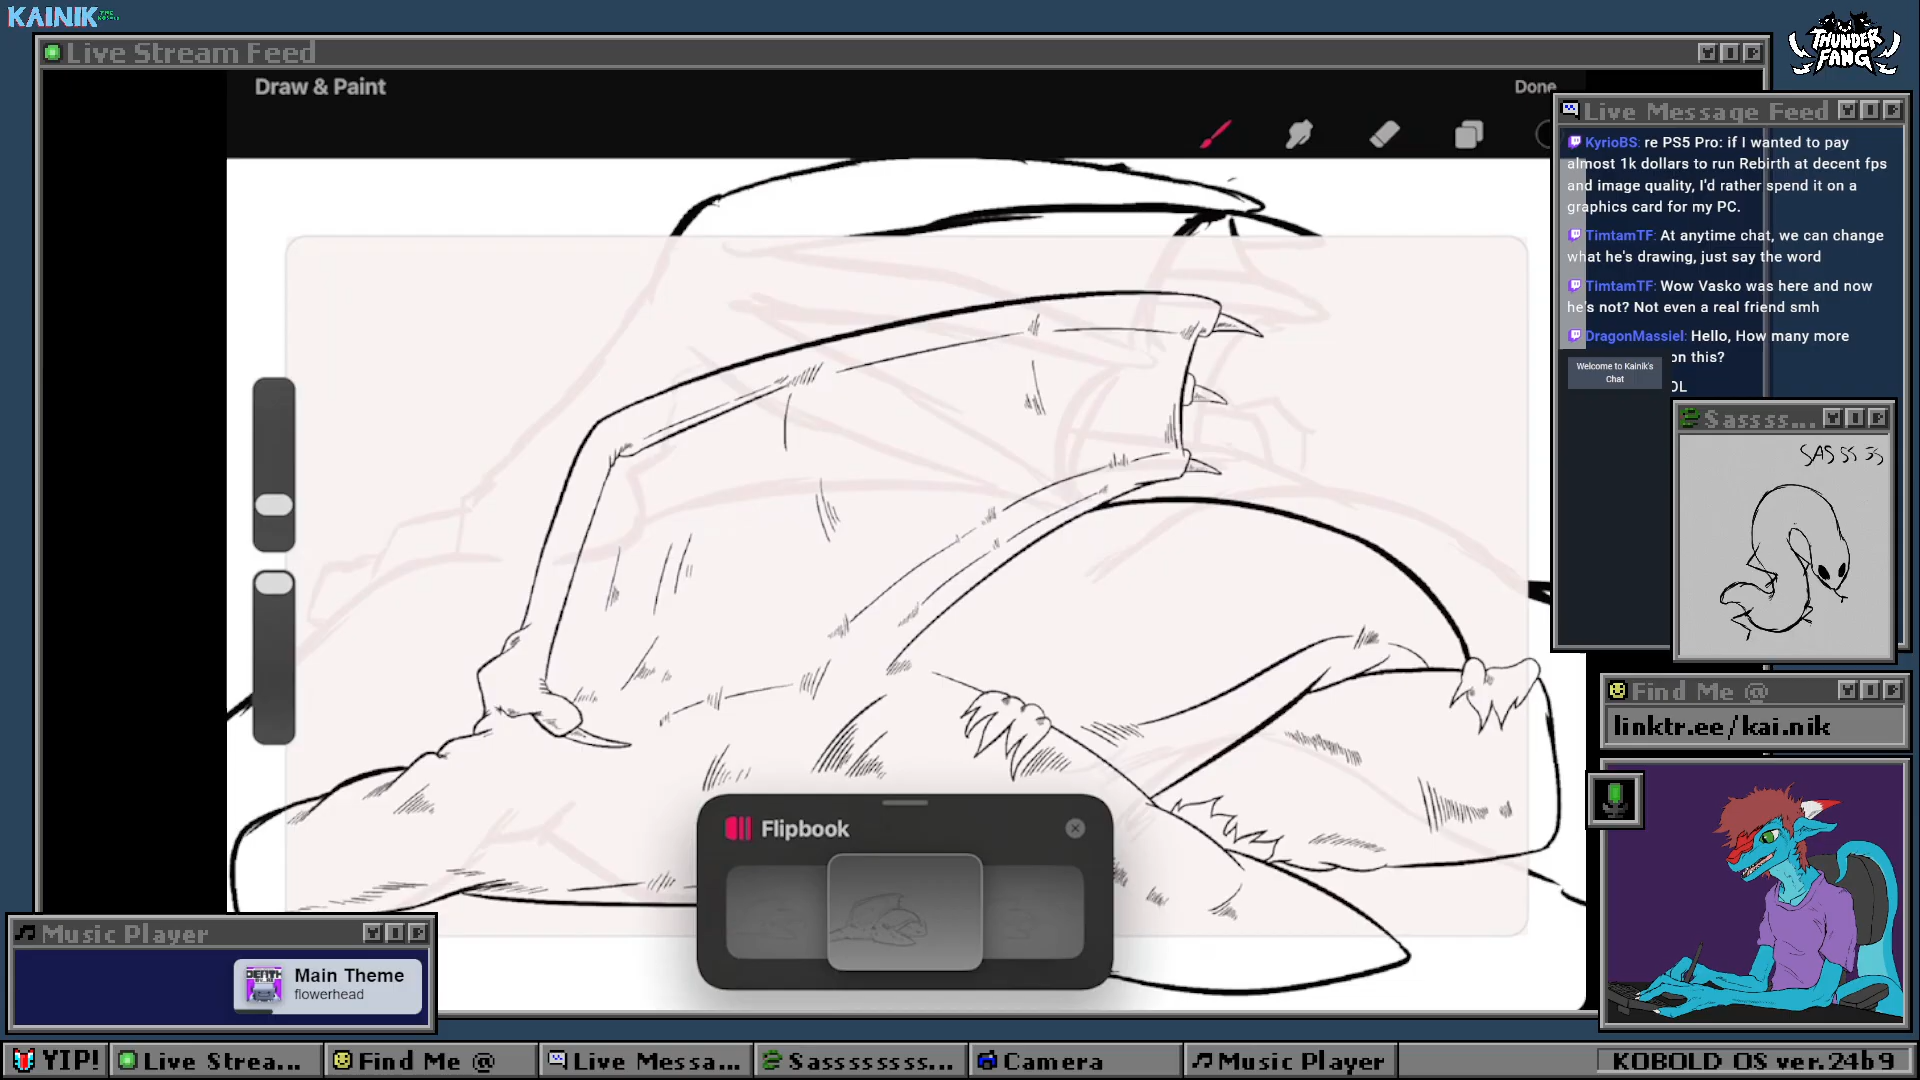 KAINIK
THE KOBOLD
Live Stream Feed
THUNDER
FANG
Draw & Paint
Done
Live Message Feed
KyrioBS: re PS5 Pro: if I wanted to pay
almost 1k dollars to run Rebirth at decent fps
and image quality, I'd rather spend it on a
graphics card for my PC.
TimtamTF: At anytime chat, we can change
what he's drawing, just say the word
TimtamTF: Wow Vasko was here and now
he's not? Not even a real friend smh
DragonMassiel: Hello, How many more
on this?
OL
Welcome to Kainik's
Chat
Sassss...
SASSSSS
Find Me @
linktr.ee/kai.nik
Flipbook
Music Player
DEATH
Main Theme
flowerhead
YIP!
Live Strea...
Find Me @
Live Messa...
Sassssssss...
Camera
Music Player
KOBOLD OS ver.24b9